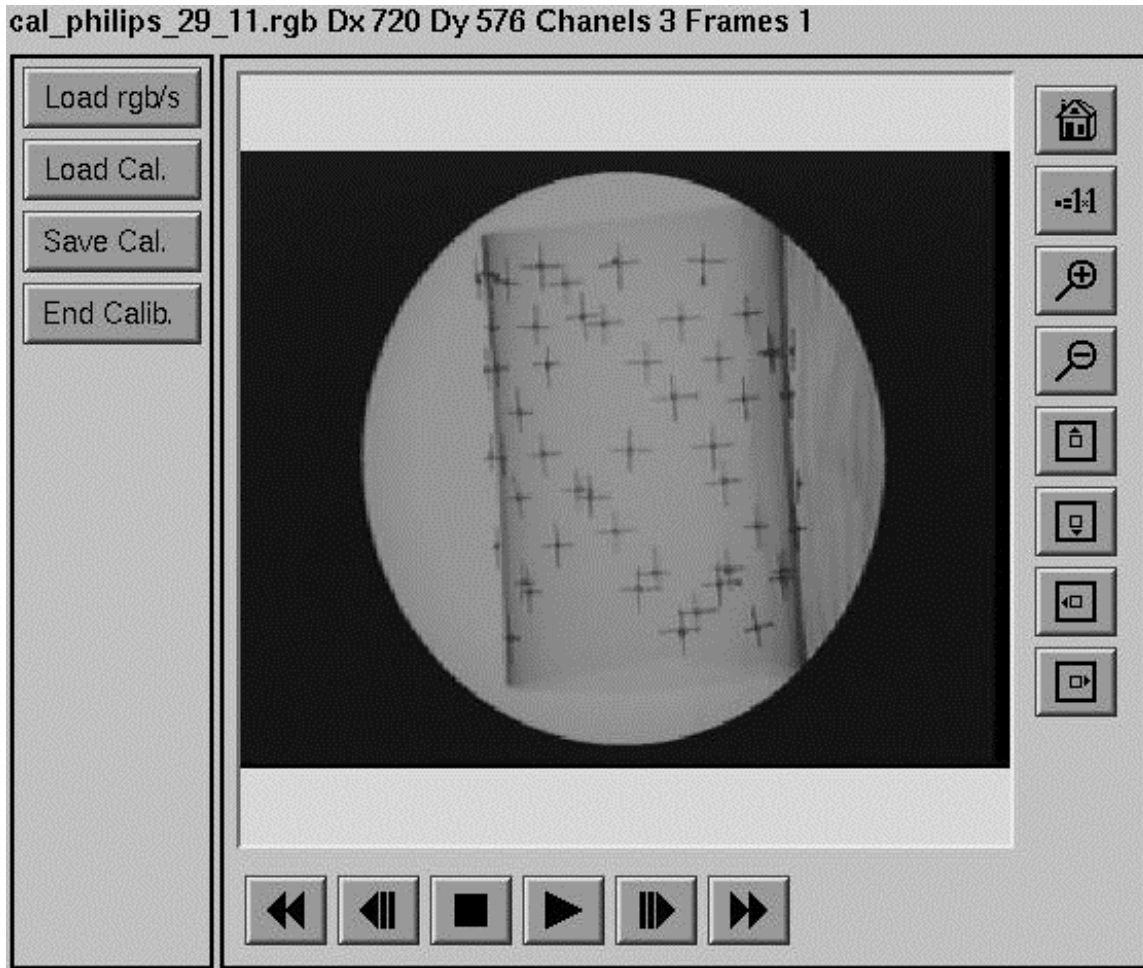 cal_philips_29_11.rgb Dx 720 Dy 576 Chanels 3 Frames 1
Load rgb/s
Load Cal.
Save Cal.
End Calib.